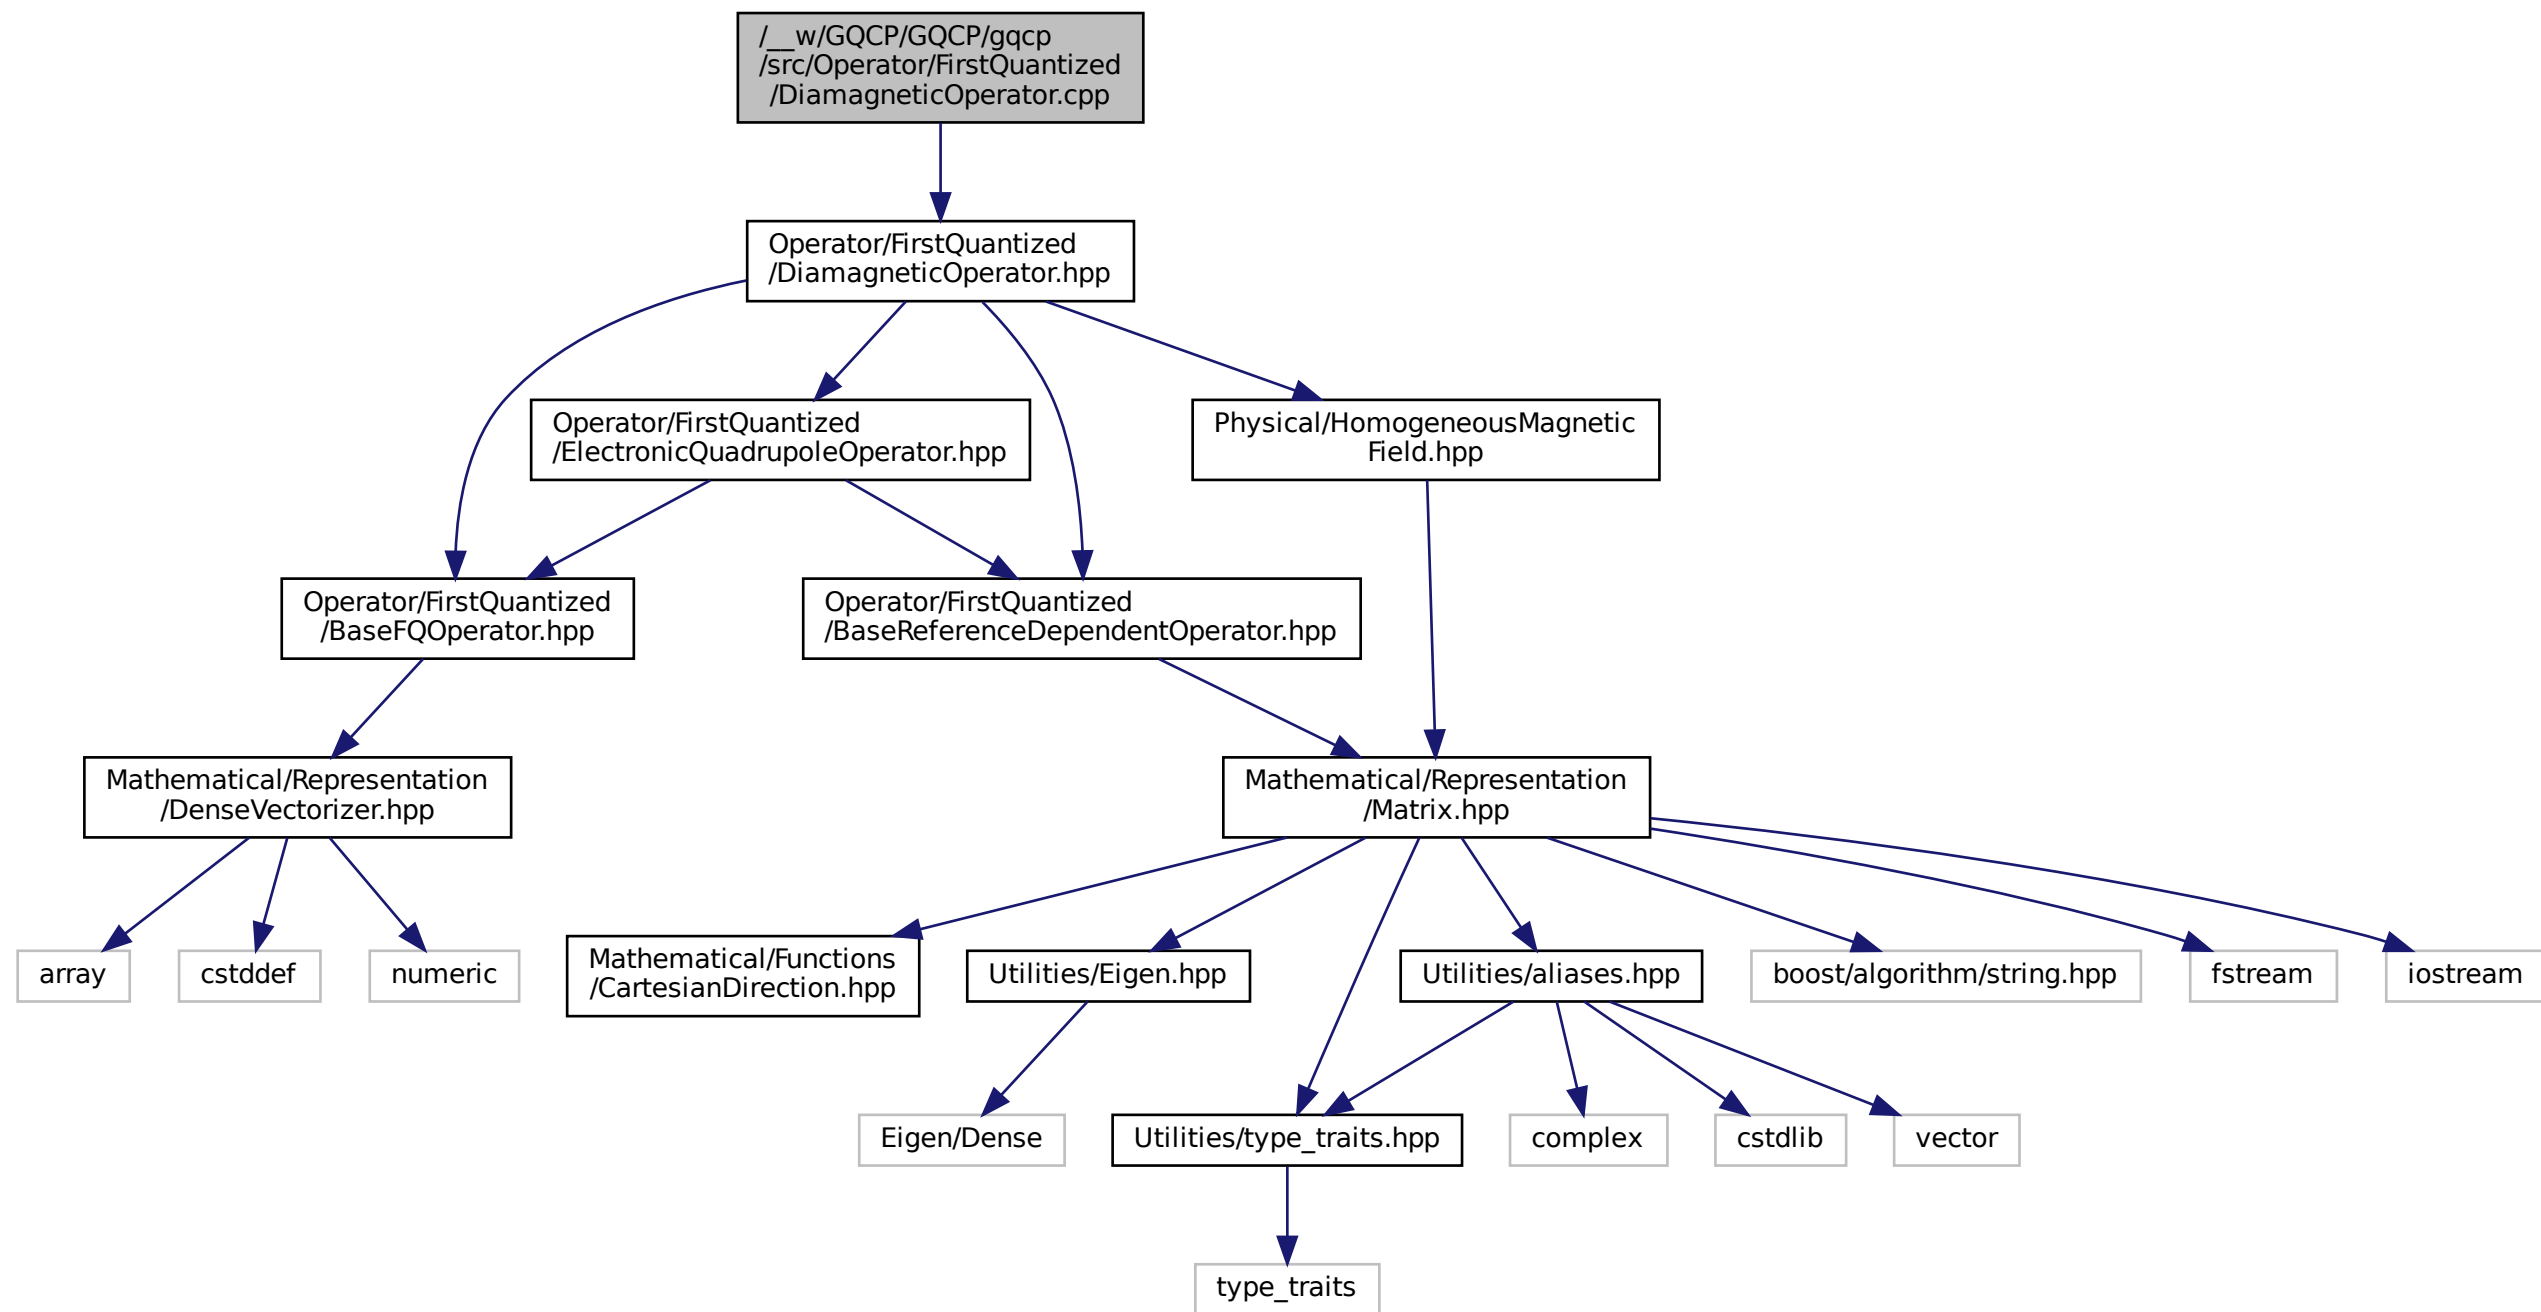 /__w/GQCP/GQCP/gqcp
/src/Operator/FirstQuantized
/DiamagneticOperator.cpp
Operator/FirstQuantized
/DiamagneticOperator.hpp
Operator/FirstQuantized
/ElectronicQuadrupoleOperator.hpp
Physical/HomogeneousMagnetic
Field.hpp
Operator/FirstQuantized
/BaseFQOperator.hpp
Operator/FirstQuantized
/BaseReferenceDependentOperator.hpp
Mathematical/Representation
/DenseVectorizer.hpp
Mathematical/Representation
/Matrix.hpp
array
cstddef
numeric
Mathematical/Functions
/CartesianDirection.hpp
Utilities/Eigen.hpp
Utilities/aliases.hpp
boost/algorithm/string.hpp
fstream
iostream
Eigen/Dense
Utilities/type_traits.hpp
complex
cstdlib
vector
type_traits